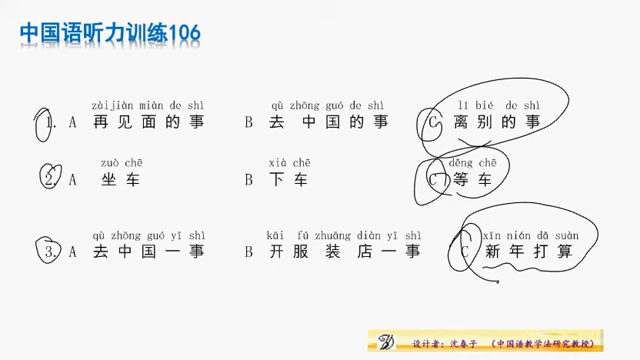 中国语听力训练106
zàijiàn miàn de shì qù zhōng guó de shì lí bié de shì
1. A 再见面的事 B 去中国的事 C 离别的事
zuò chē xià chē děng chē
2. A 坐车 B 下车 C 等车
qù zhōng guó yī shì kāi fú zhuāng diàn yī shì xīn nián dǎ suàn
3. A 去中国一事 B 开服装店一事 C 新年打算
设计者：沈春子 （中国语教学法研究教授）